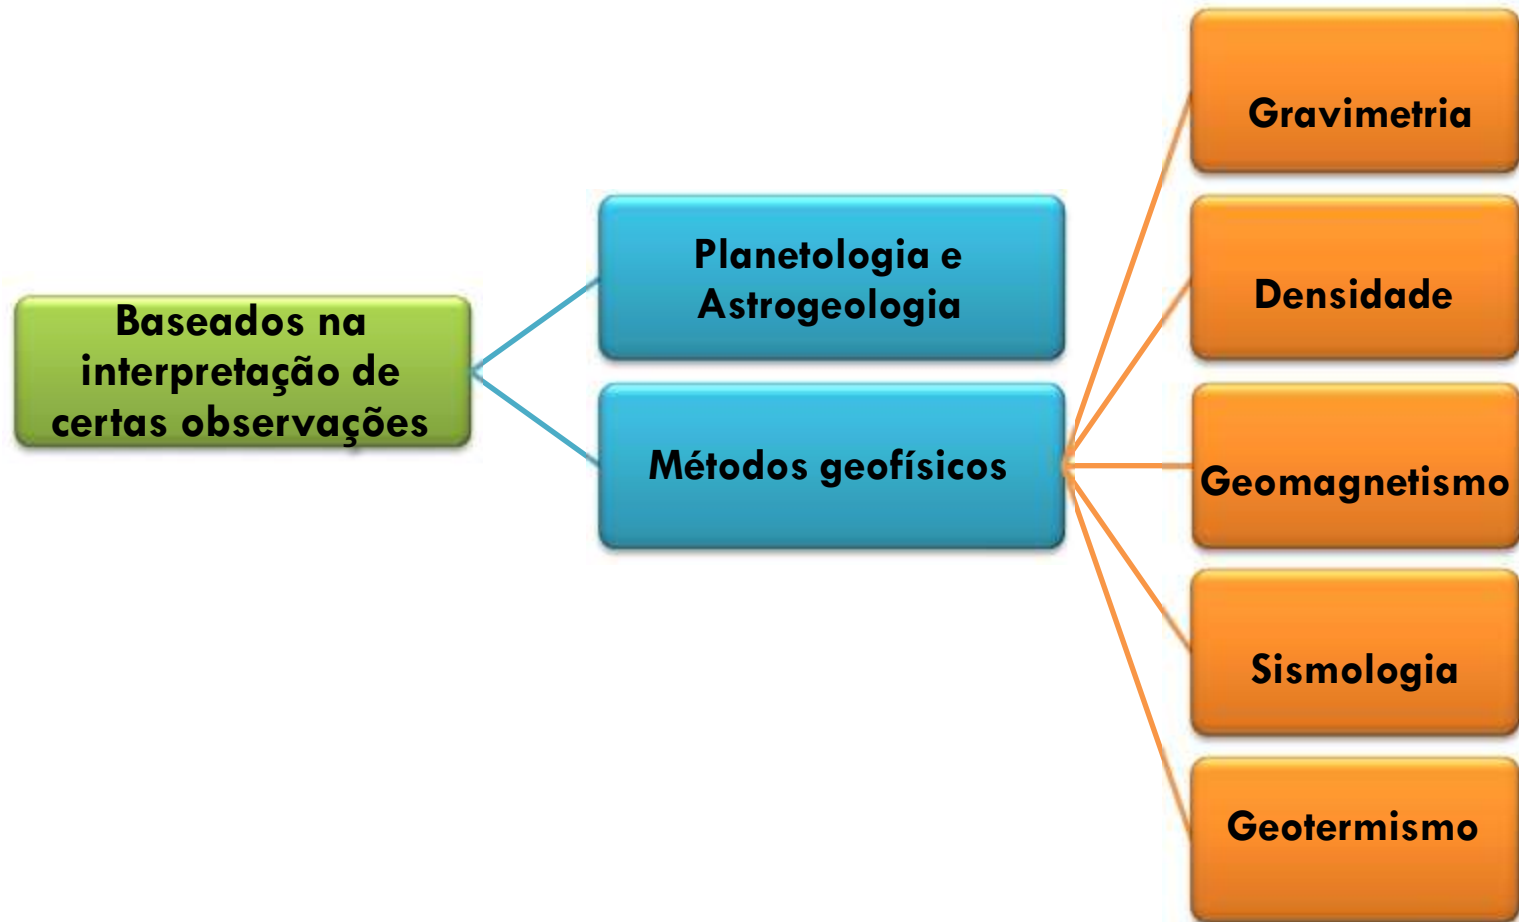 Baseados na
interpretação de
certas observações
Planetologia e
Astrogeologia
Métodos geofísicos
Gravimetria
Densidade
Geomagnetismo
Sismologia
Geotermismo